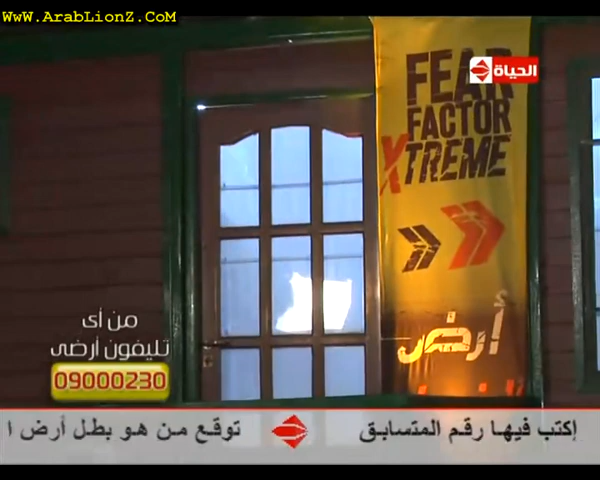 WwW.ArabLionZ.CoM
الحياة
FEAR
FACTOR
XTREME
أرض
من أى
تليفون أرضى
09000230
إكتب فيها رقم المتسابق
توقع من هو بطل أرض ا